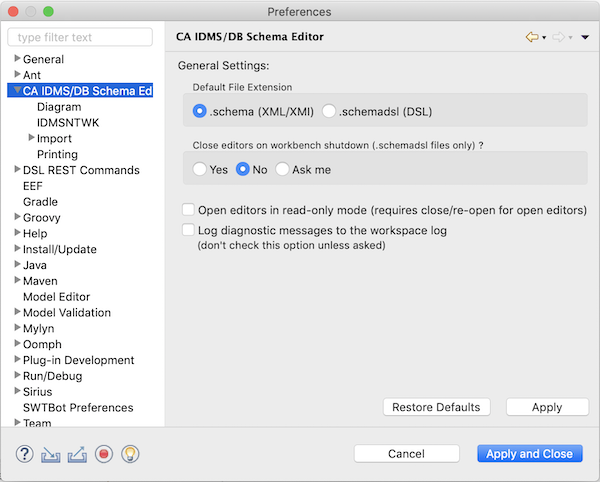 Preferences
type filter text
General
Ant
CA IDMS/DB Schema Ed
Diagram
IDMSNTWK
Import
Printing
DSL REST Commands
EEF
Gradle
Groovy
Help
Install/Update
Java
Maven
Model Editor
Model Validation
Mylyn
Oomph
Plug-in Development
Run/Debug
Sirius
SWTBot Preferences
Team
CA IDMS/DB Schema Editor
General Settings:
Default File Extension
.schema (XML/XMI) .schemadsl (DSL)
Close editors on workbench shutdown (.schemadsl files only) ?
Yes No Ask me
Open editors in read-only mode (requires close/re-open for open editors)
Log diagnostic messages to the workspace log
(don't check this option unless asked)
Restore Defaults Apply
? Cancel Apply and Close